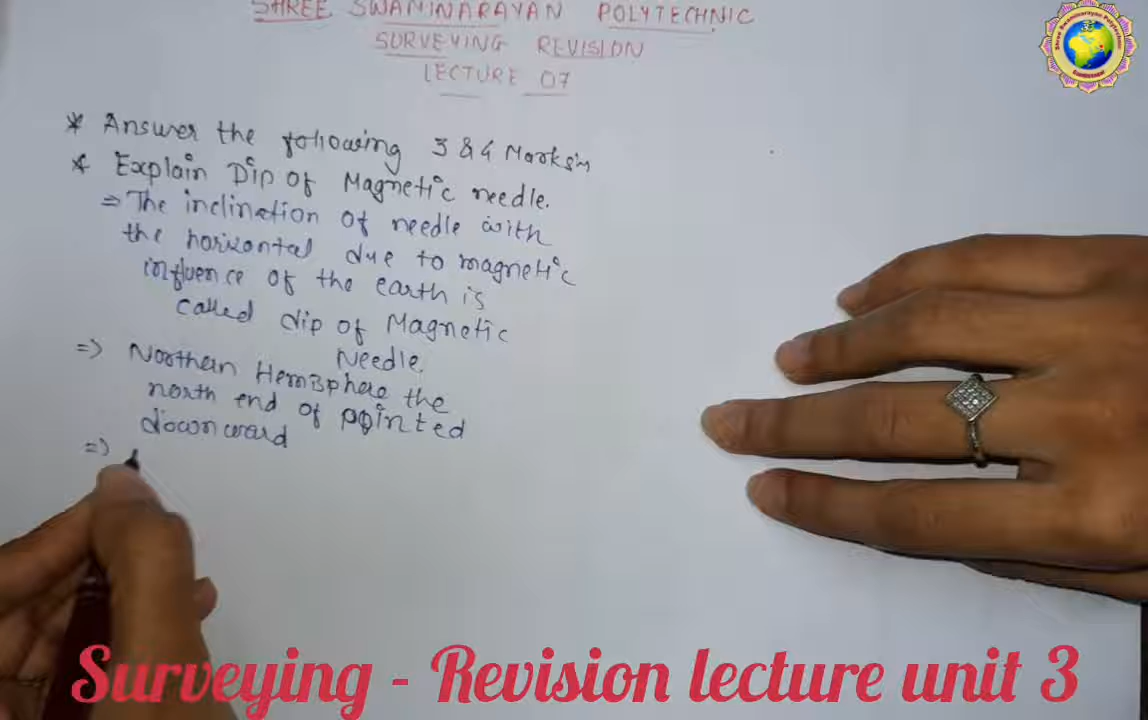 SHREE SWAMINARAYAN POLYTECHNIC
SURVEYING REVISION
LECTURE 07
* Answer the following 3 & 4 Marks
* Explain Dip Of Magnetic needle.
⇒ The inclination of needle with
the horizontal due to magnetic
influence of the earth is
called dip of Magnetic
Needle.
=> Northern Hemisphere the
north end of pointed
downward
=>
Surveying - Revision lecture unit 3